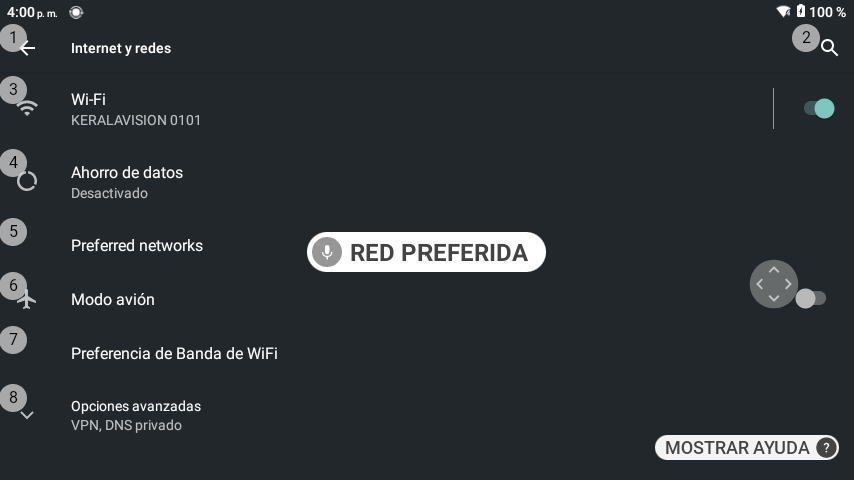 4:00 p. m.
100 %
1
Internet y redes
2
3
Wi-Fi
KERALAVISION 0101
4
Ahorro de datos
Desactivado
5
Preferred networks
RED PREFERIDA
6
Modo avión
7
Preferencia de Banda de WiFi
8
Opciones avanzadas
VPN, DNS privado
MOSTRAR AYUDA ?